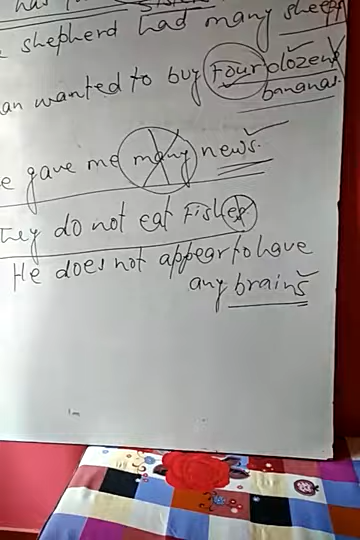 shepherd had many sheep
an wanted to buy Four dozen
bananas.
e gave me many news.
They do not eat Fishes
He does not appear to have
any brains